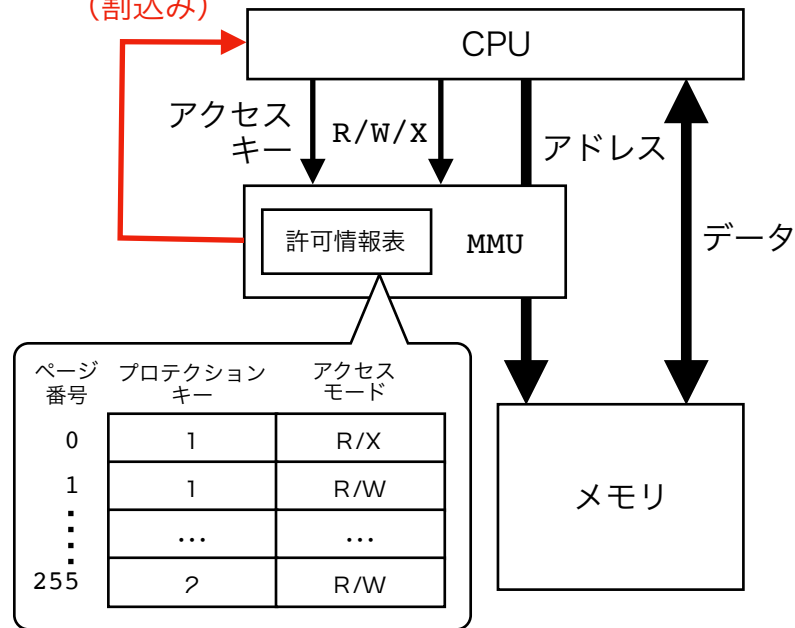 (割込み)
CPU
アクセス
キー
R/W/X
アドレス
データ
許可情報表
MMU
ページ
番号
プロテクション
キー
アクセス
モード
0
1
R/X
1
1
R/W
...
...
255
?
R/W
メモリ